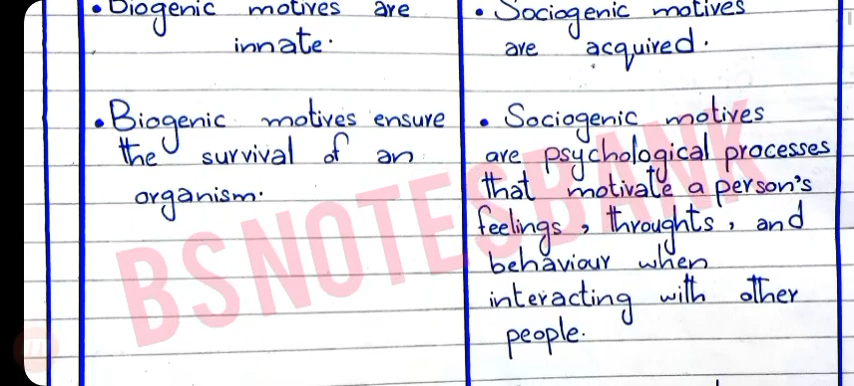 • Biogenic motives are
innate.
• Sociogenic motives
are acquired.
• Biogenic motives ensure
the survival of an
organism.
• Sociogenic motives
are psychological processes
that motivate a person's
feelings, throughts, and
behaviour when
interacting with other
people.
BSNOTESBANK